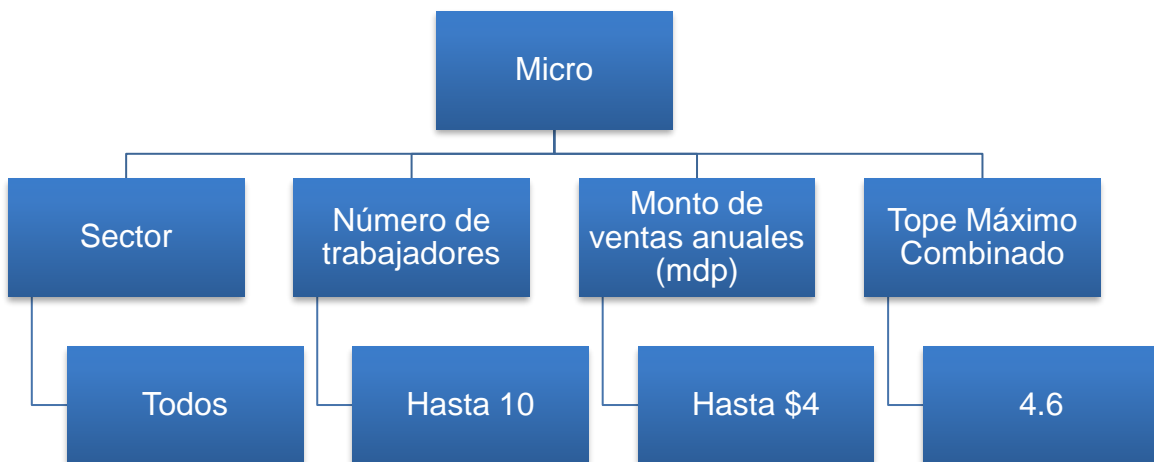 Micro
Sector
Número de
trabajadores
Monto de
ventas anuales
(mdp)
Tope Máximo
Combinado
Todos
Hasta 10
Hasta $4
4.6